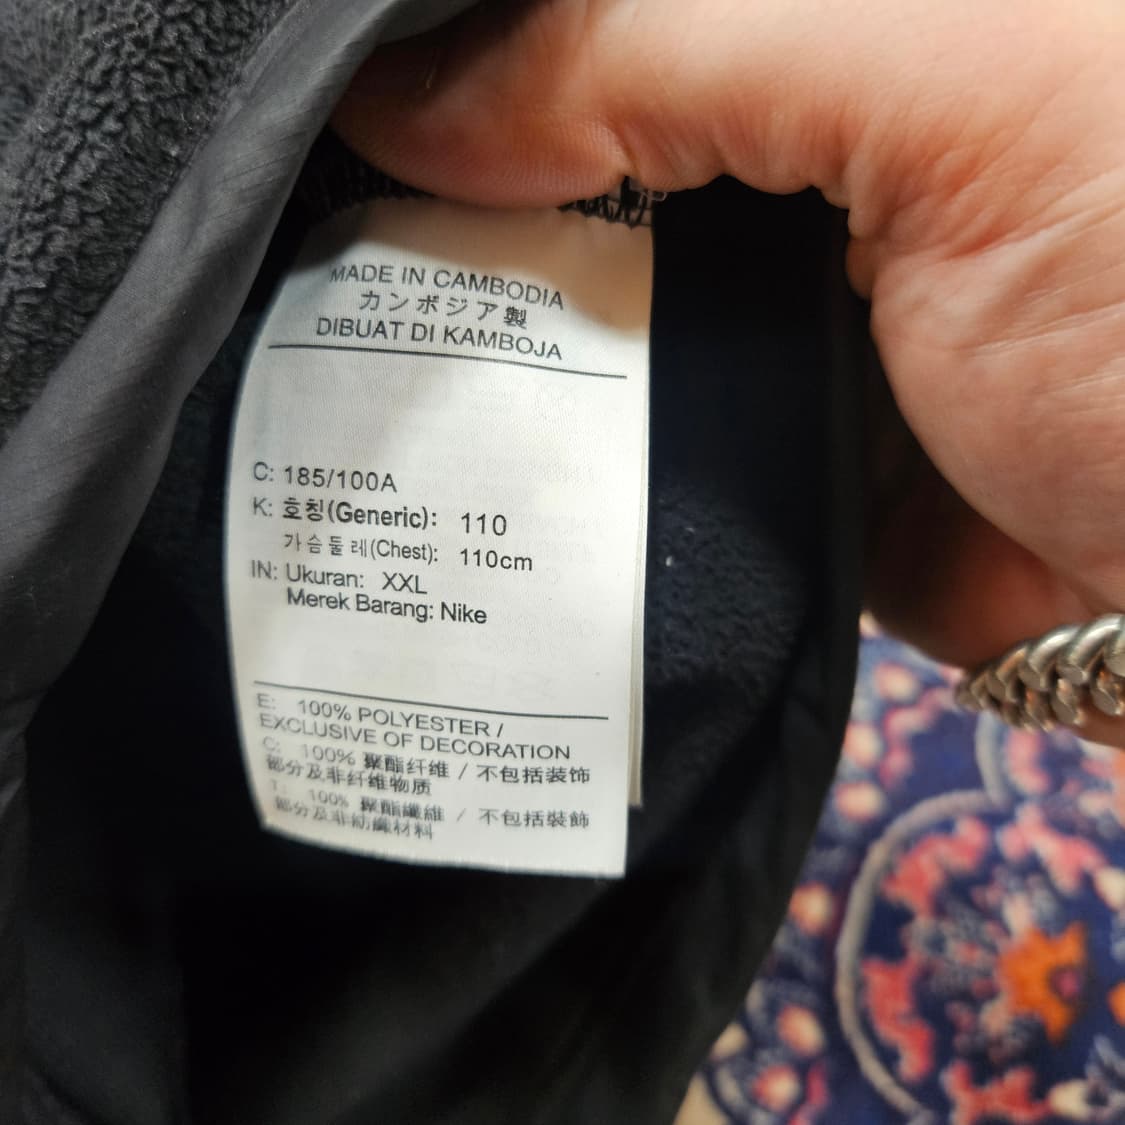 MADE IN CAMBODIA
カンボジア製
DIBUAT DI KAMBOJA
C: 185/100A
K: 호칭(Generic): 110
가슴둘레(Chest): 110cm
IN: Ukuran: XXL
Merek Barang: Nike
E: 100% POLYESTER /
EXCLUSIVE OF DECORATION
C: 100% 聚酯纤维 / 不包括装饰
部分及非纤维物质
T: 100% 聚酯纖維 / 不包括裝飾
部分及非紡織材料